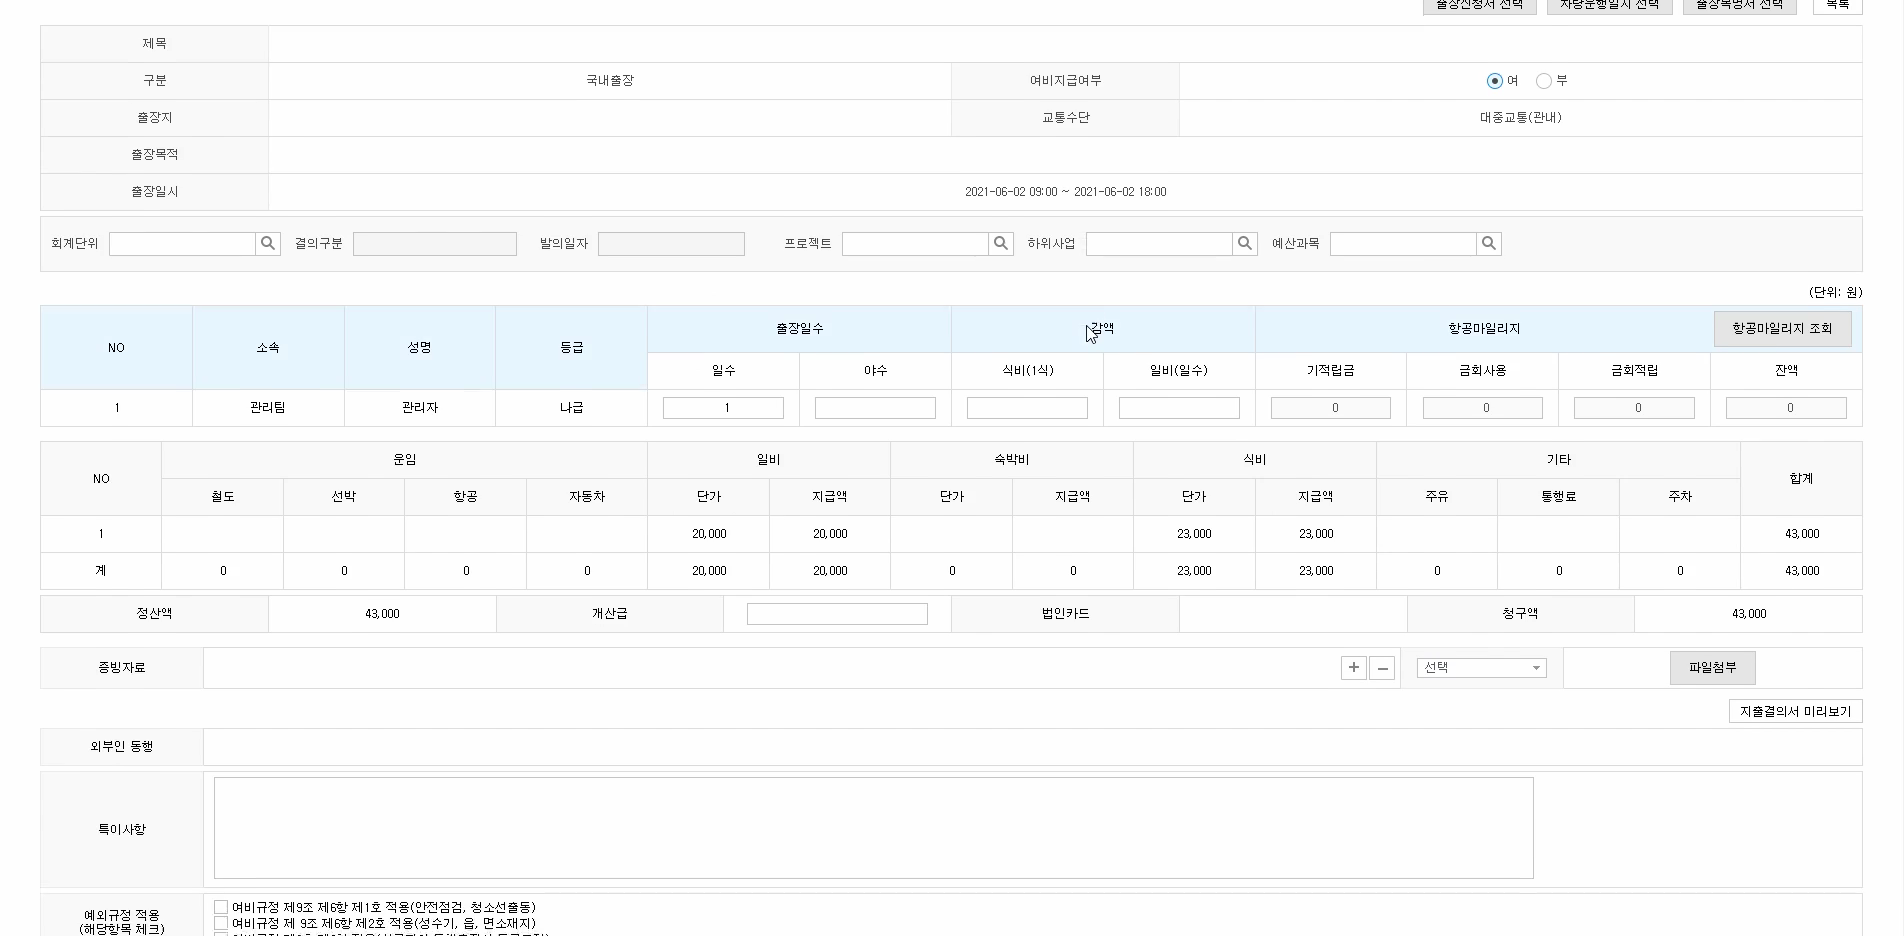 출장신청서 선택 차량운행일지 선택 출장복명서 선택 목록
제목
구분 국내출장 여비지급여부 여 부
출장지 교통수단 대중교통(관내)
출장목적
출장일시 2021-06-02 09:00 ~ 2021-06-02 18:00
회계단위 결의구분 발의일자 프로젝트 하위사업 예산과목
(단위: 원)
NO 소속 성명 등급 출장일수 감액 항공마일리지 항공마일리지 조회
일수 야수 식비(1식) 일비(일수) 기적립금 금회사용 금회적립 잔액
1 관리팀 관리자 나급 1 0 0 0 0
NO 운임 일비 숙박비 식비 기타 합계
철도 선박 항공 자동차 단가 지급액 단가 지급액 단가 지급액 주유 통행료 주차
1 20,000 20,000 23,000 23,000 43,000
계 0 0 0 0 20,000 20,000 0 0 23,000 23,000 0 0 0 43,000
정산액 43,000 개산급 법인카드 청구액 43,000
증빙자료 + − 선택 파일첨부
지출결의서 미리보기
외부인 동행
특이사항
예외규정 적용
(해당항목 체크)
여비규정 제9조 제6항 제1호 적용(안전점검, 청소선출동)
여비규정 제 9조 제6항 제2호 적용(성수기, 읍, 면소재지)